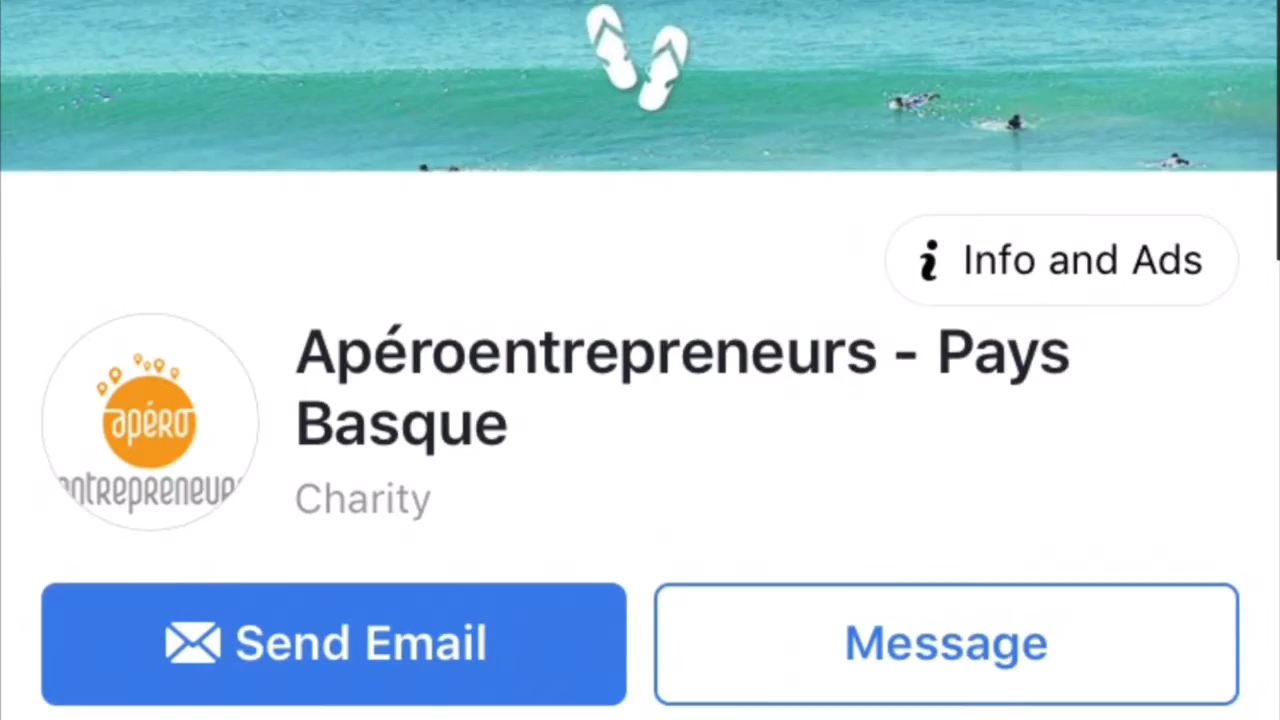 Info and Ads
Apéroentrepreneurs - Pays
Basque
Charity
apéro
entrepreneurs
Send Email
Message